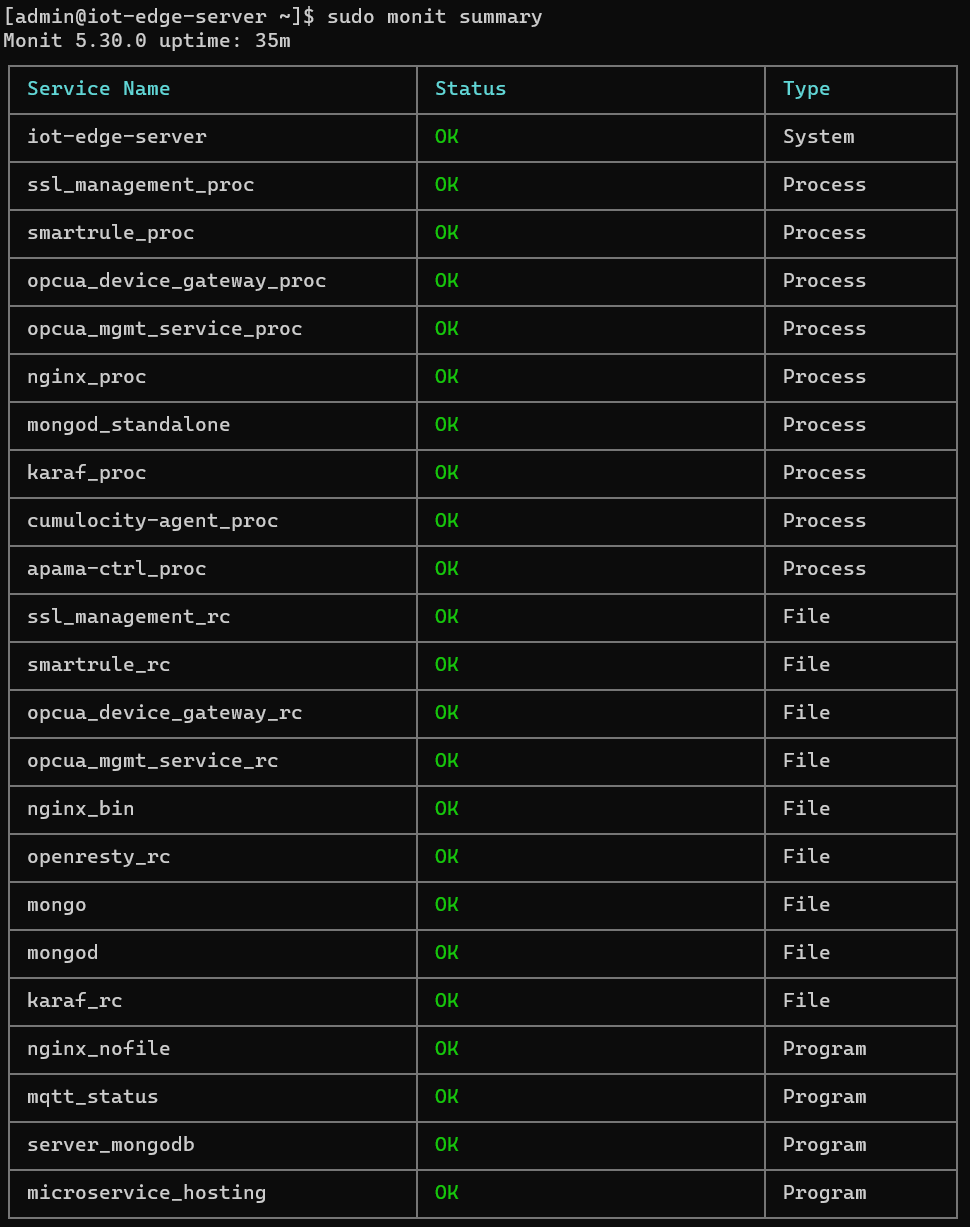 [admin@iot-edge-server ~]$ sudo monit summary
Monit 5.30.0 uptime: 35m
Service Name Status Type
iot-edge-server OK System
ssl_management_proc OK Process
smartrule_proc OK Process
opcua_device_gateway_proc OK Process
opcua_mgmt_service_proc OK Process
nginx_proc OK Process
mongod_standalone OK Process
karaf_proc OK Process
cumulocity-agent_proc OK Process
apama-ctrl_proc OK Process
ssl_management_rc OK File
smartrule_rc OK File
opcua_device_gateway_rc OK File
opcua_mgmt_service_rc OK File
nginx_bin OK File
openresty_rc OK File
mongo OK File
mongod OK File
karaf_rc OK File
nginx_nofile OK Program
mqtt_status OK Program
server_mongodb OK Program
microservice_hosting OK Program